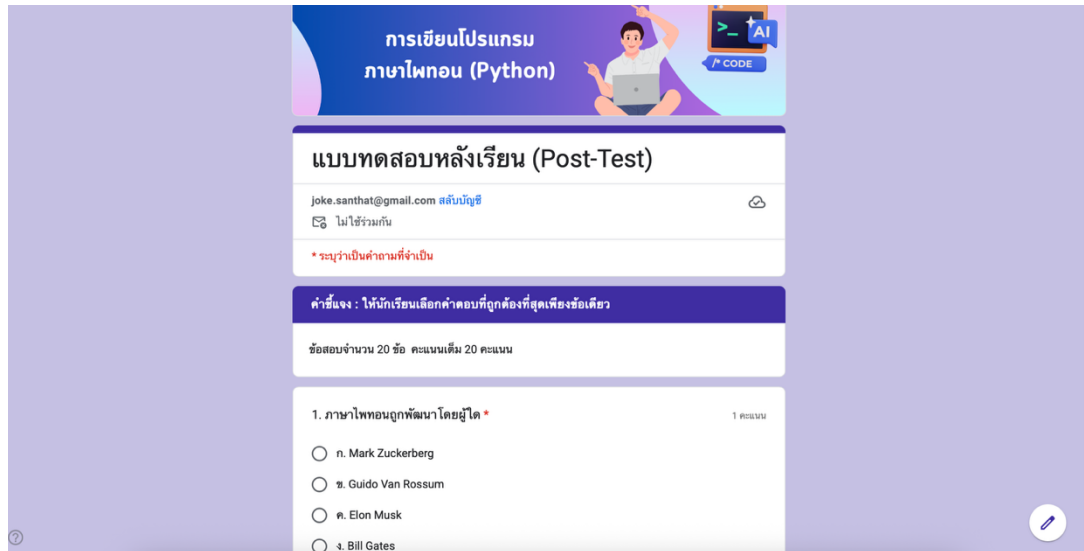 การเขียนโปรแกรม
ภาษาไพทอน (Python)
>_ AI
/* CODE
แบบทดสอบหลังเรียน (Post-Test)
joke.santhat@gmail.com สลับบัญชี
ไม่ใช้ร่วมกัน
* ระบุว่าเป็นคำถามที่จำเป็น
คำชี้แจง : ให้นักเรียนเลือกคำตอบที่ถูกต้องที่สุดเพียงข้อเดียว
ข้อสอบจำนวน 20 ข้อ คะแนนเต็ม 20 คะแนน
1. ภาษาไพทอนถูกพัฒนาโดยผู้ใด * 1 คะแนน
ก. Mark Zuckerberg
ข. Guido Van Rossum
ค. Elon Musk
ง. Bill Gates